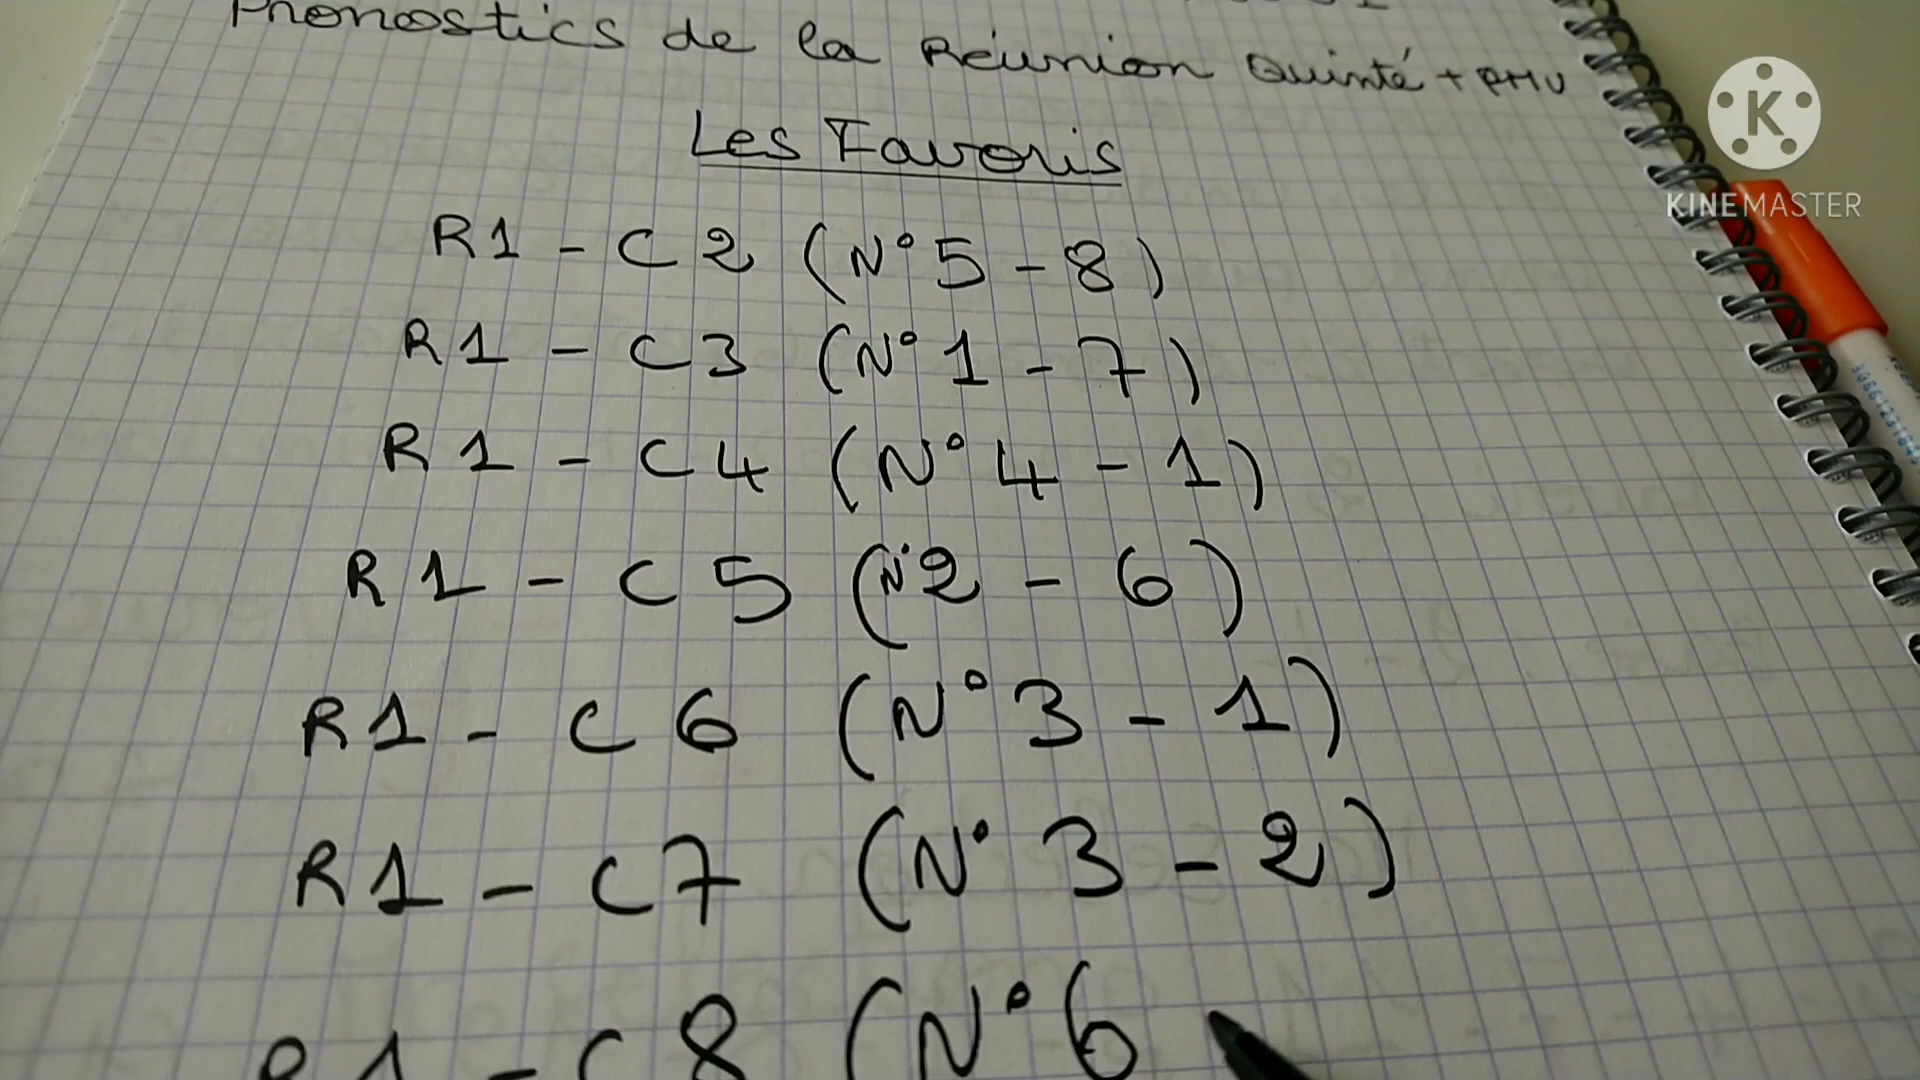 Pronostics de la Réunion Quinté + PMU
Les Favoris
R1 - C2 (N° 5 - 8)
R1 - C3 (N° 1 - 7)
R1 - C4 (N° 4 - 1)
R1 - C5 (N° 2 - 6)
R1 - C6 (N° 3 - 1)
R1 - C7 (N° 3 - 2)
R1 - C8 (N° 6
K
KINEMASTER